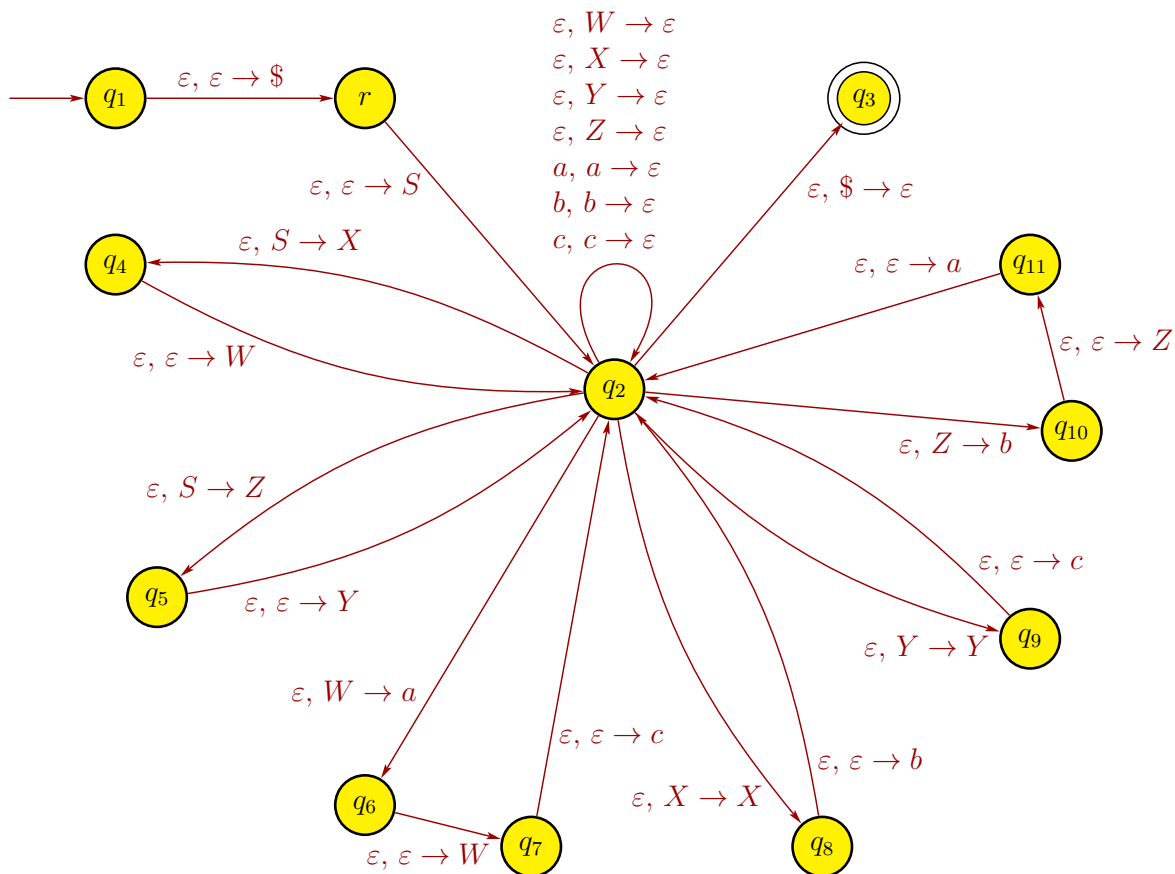 ε, W → ε
ε, X → ε
ε, Y → ε
ε, Z → ε
a, a → ε
b, b → ε
c, c → ε
q₁
ε, ε → $
r
q₃
ε, ε → S
ε, $ → ε
q₄
ε, S → X
ε, ε → a
q₁₁
ε, ε → W
ε, ε → Z
q₂
q₁₀
ε, Z → b
ε, S → Z
q₅
ε, ε → Y
ε, ε → c
q₉
ε, Y → Y
ε, W → a
ε, ε → c
ε, ε → b
ε, X → X
q₆
ε, ε → W
q₇
q₈